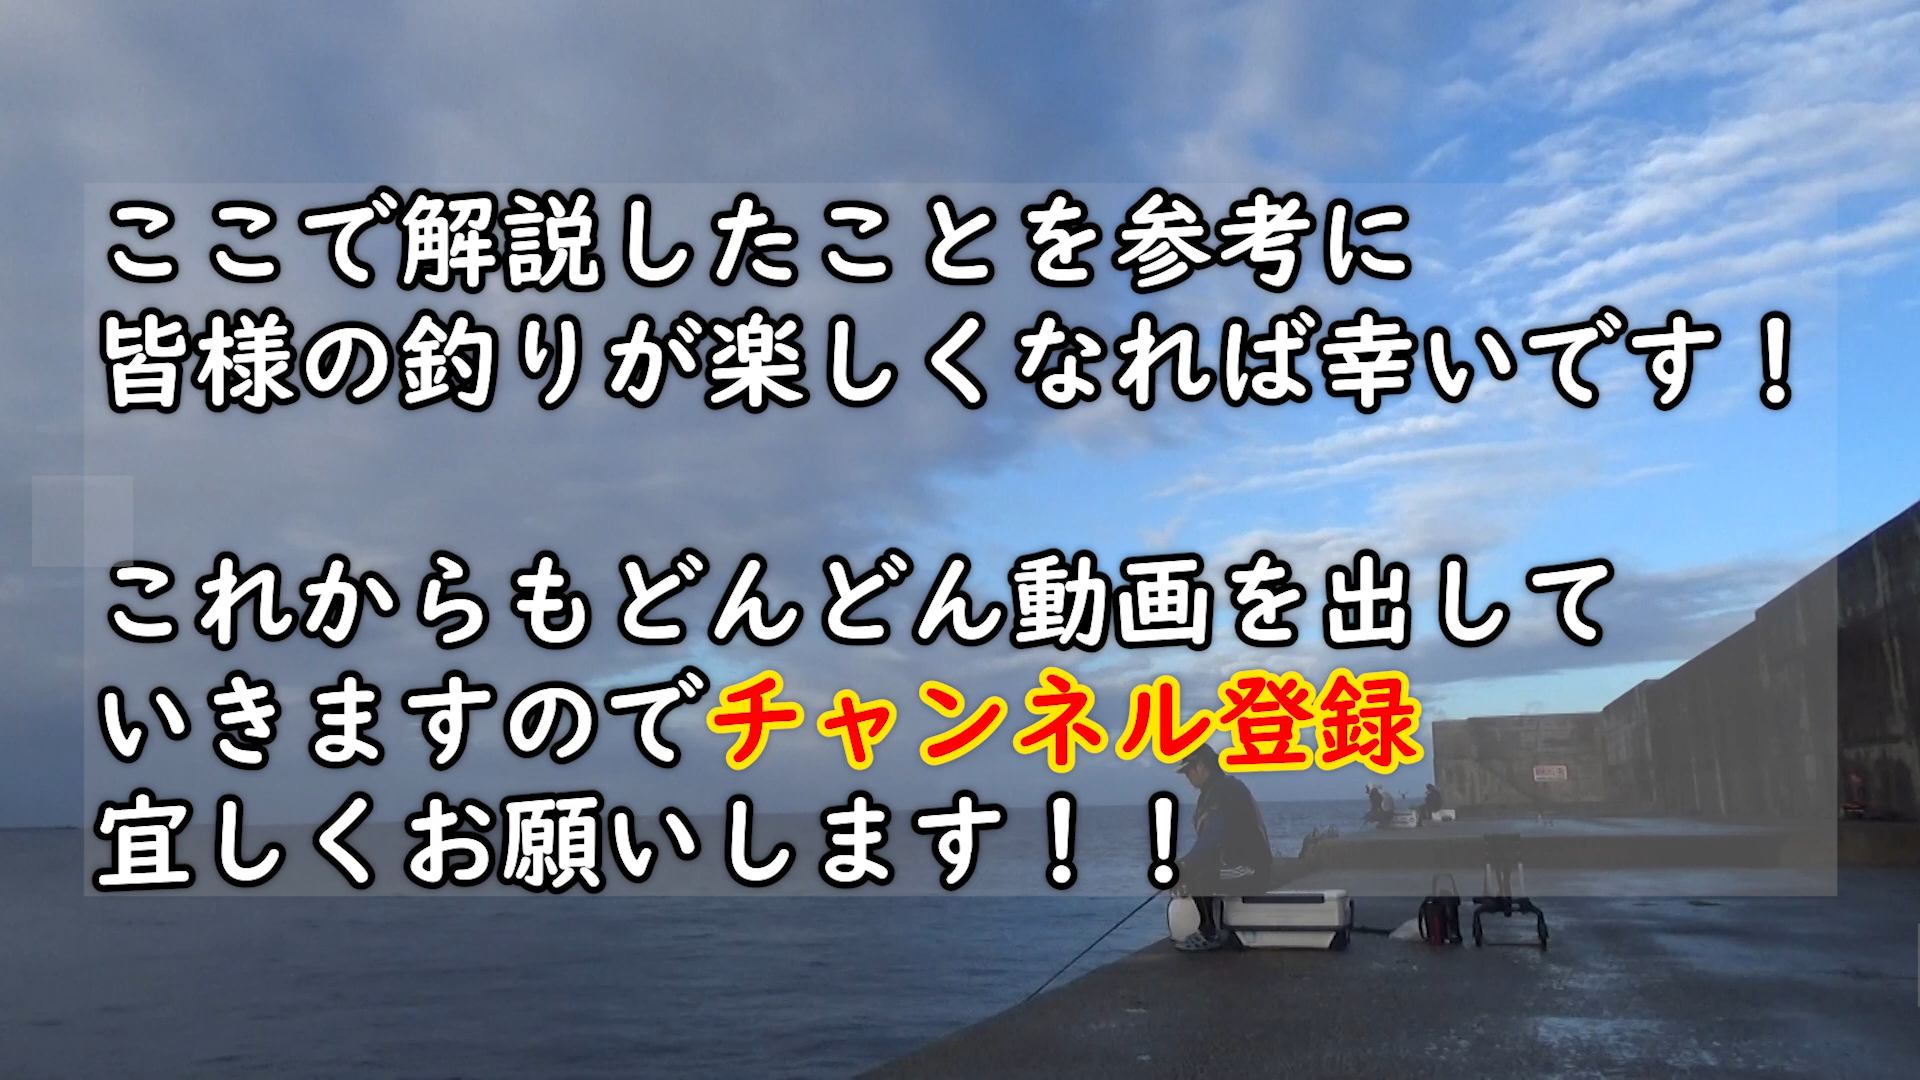 ここで解説したことを参考に
皆様の釣りが楽しくなれば幸いです！
これからもどんどん動画を出して
いきますのでチャンネル登録
宜しくお願いします！！